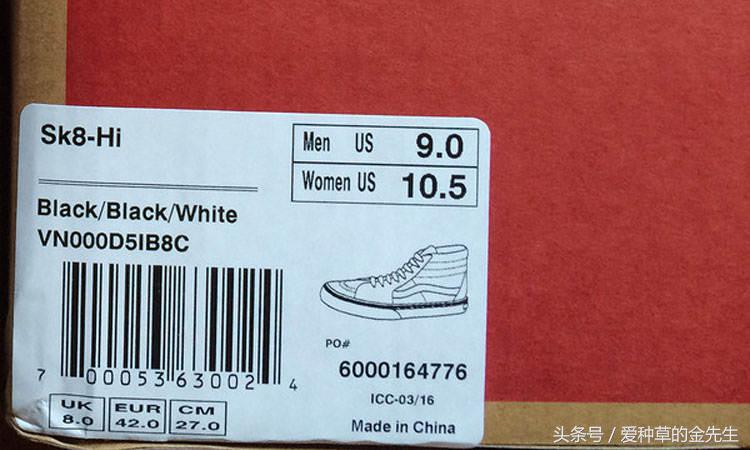 Sk8-Hi
Men US 9.0
Women US 10.5
Black/Black/White
VN000D5IB8C
PO#
6000164776
7 00053 63002 4
ICC-03/16
UK 8.0
EUR 42.0
CM 27.0
Made in China
头条号 / 爱种草的金先生